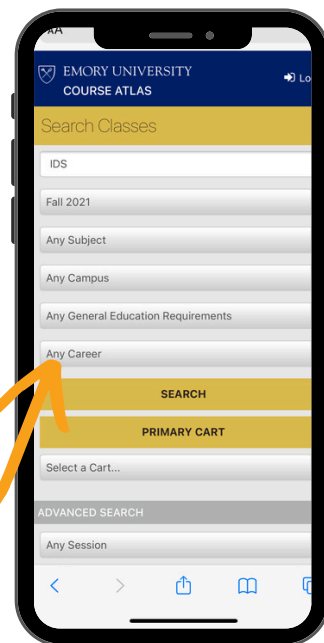 AA
EMORY UNIVERSITY
COURSE ATLAS
Lo
Search Classes
IDS
Fall 2021
Any Subject
Any Campus
Any General Education Requirements
Any Career
SEARCH
PRIMARY CART
Select a Cart...
ADVANCED SEARCH
Any Session